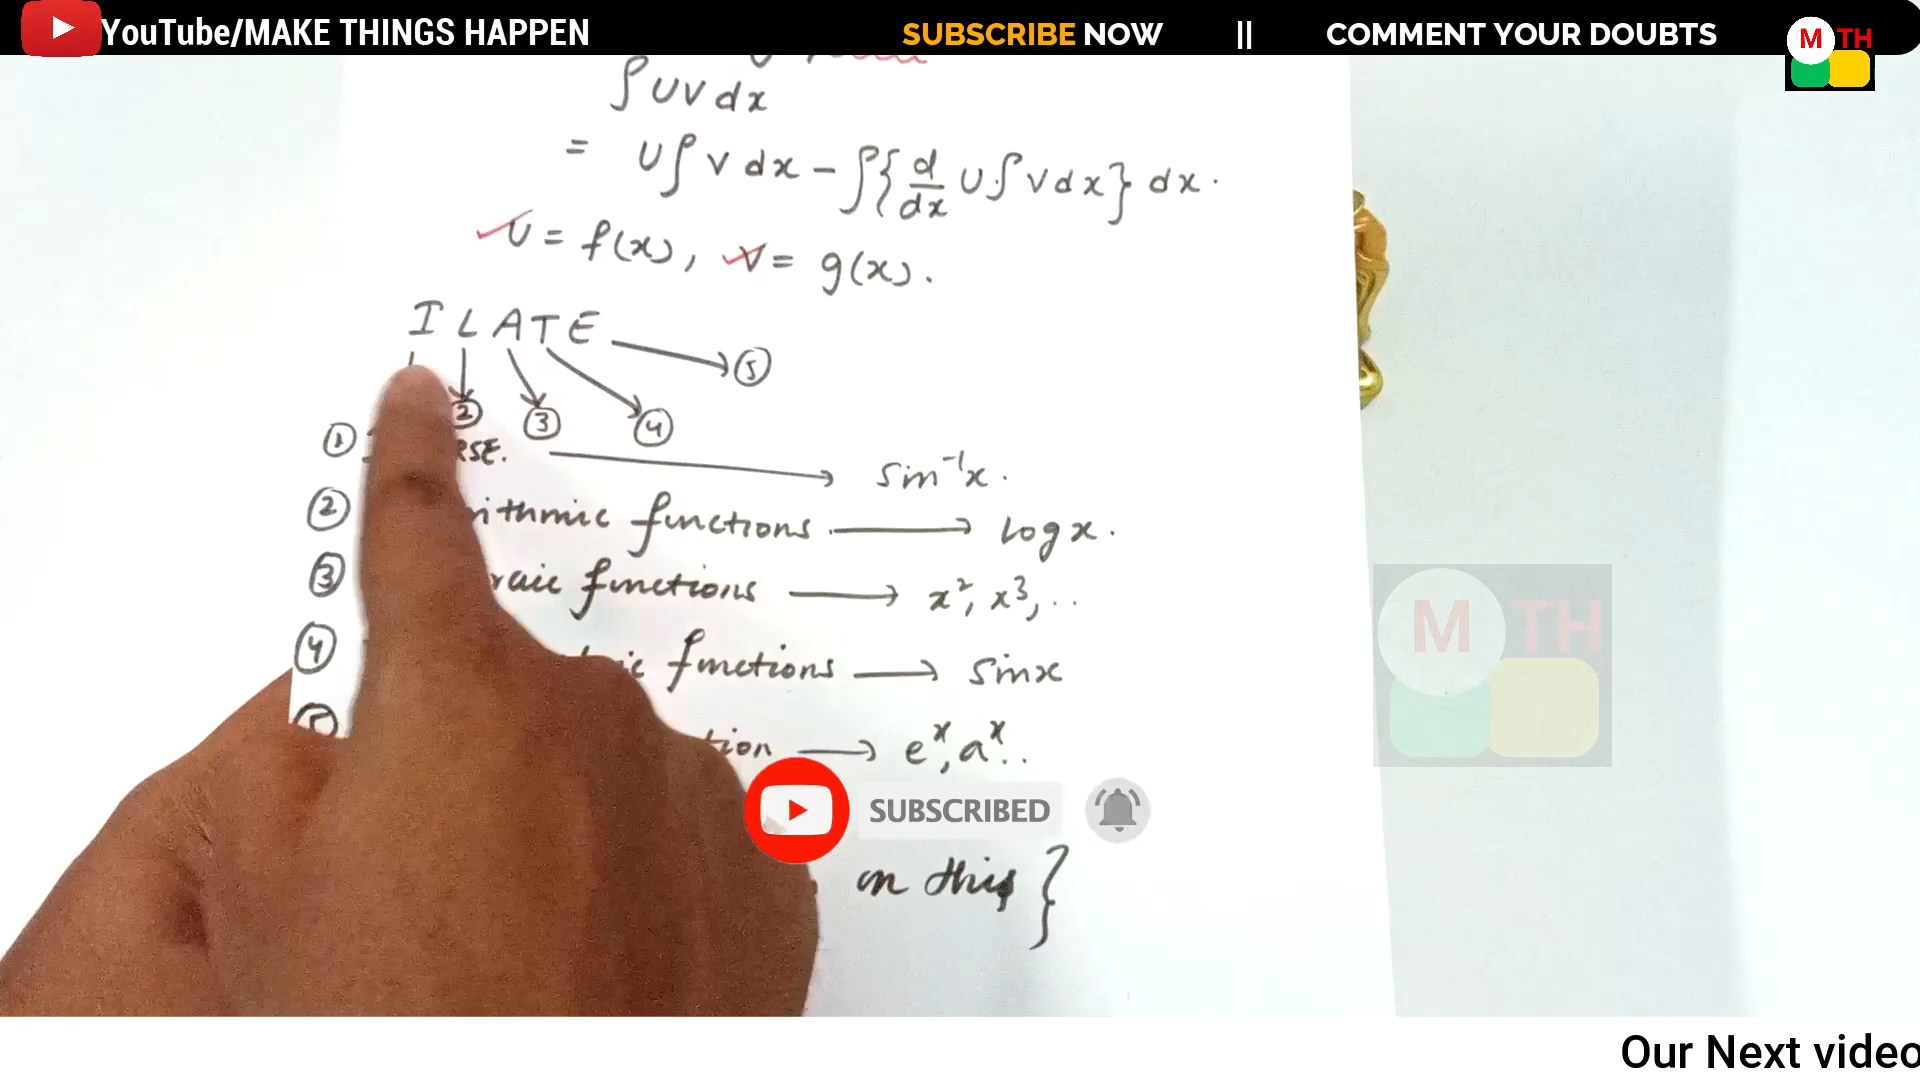 YouTube/MAKE THINGS HAPPEN
SUBSCRIBE NOW || COMMENT YOUR DOUBTS
M TH
∫ UV dx
= U∫ V dx - ∫{d/dx U.∫ V dx} dx.
U = f(x), V = g(x).
I L A T E → 5
2 3 4
1 RSE. → Sin⁻¹x.
2 ithmic functions → log x.
3 raic functions → x², x³, ..
4 ic functions → Sinx
5 tion → eˣ, aˣ..
SUBSCRIBED
on this }
M TH
Our Next video